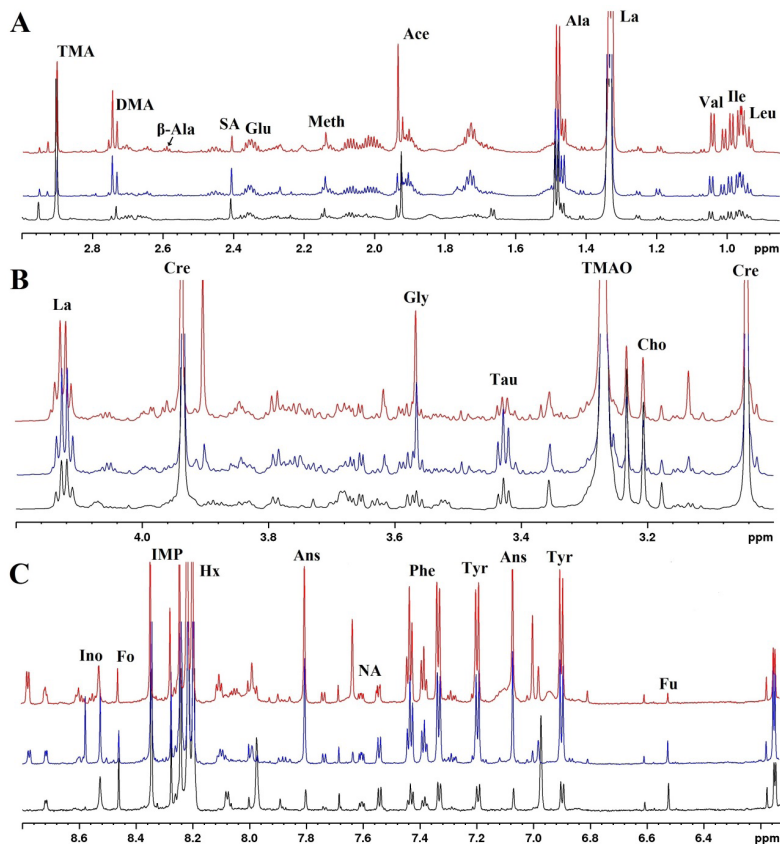 A
TMA
DMA
β-Ala
SA
Glu
Meth
Ace
Ala
La
Val
Ile
Leu
2.8 2.6 2.4 2.2 2.0 1.8 1.6 1.4 1.2 1.0 ppm
B
La
Cre
Gly
Tau
TMAO
Cho
Cre
4.0 3.8 3.6 3.4 3.2 ppm
C
Ino
Fo
IMP
Hx
Ans
NA
Phe
Tyr
Ans
Tyr
Fu
8.6 8.4 8.2 8.0 7.8 7.6 7.4 7.2 7.0 6.8 6.6 6.4 ppm